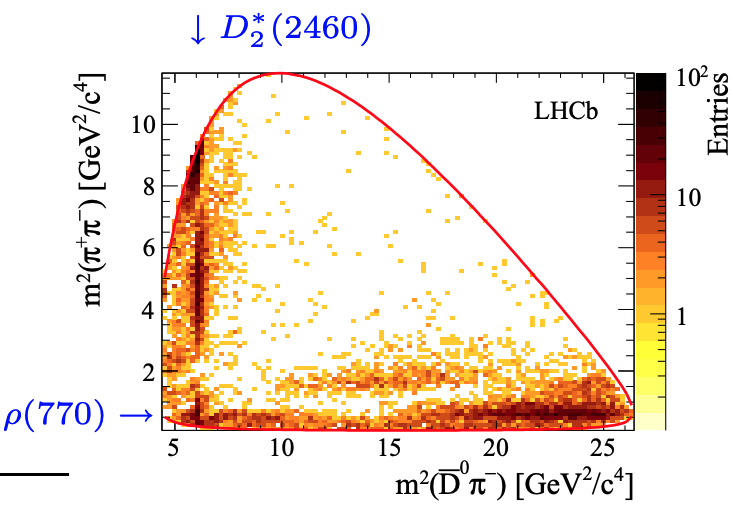 ↓ D₂*(2460)
LHCb
m²(π⁺π⁻) [GeV²/c⁴]
10
8
6
4
2
ρ(770) →
5 10 15 20 25
m²(D̅⁰π⁻) [GeV²/c⁴]
10²
10
1
Entries